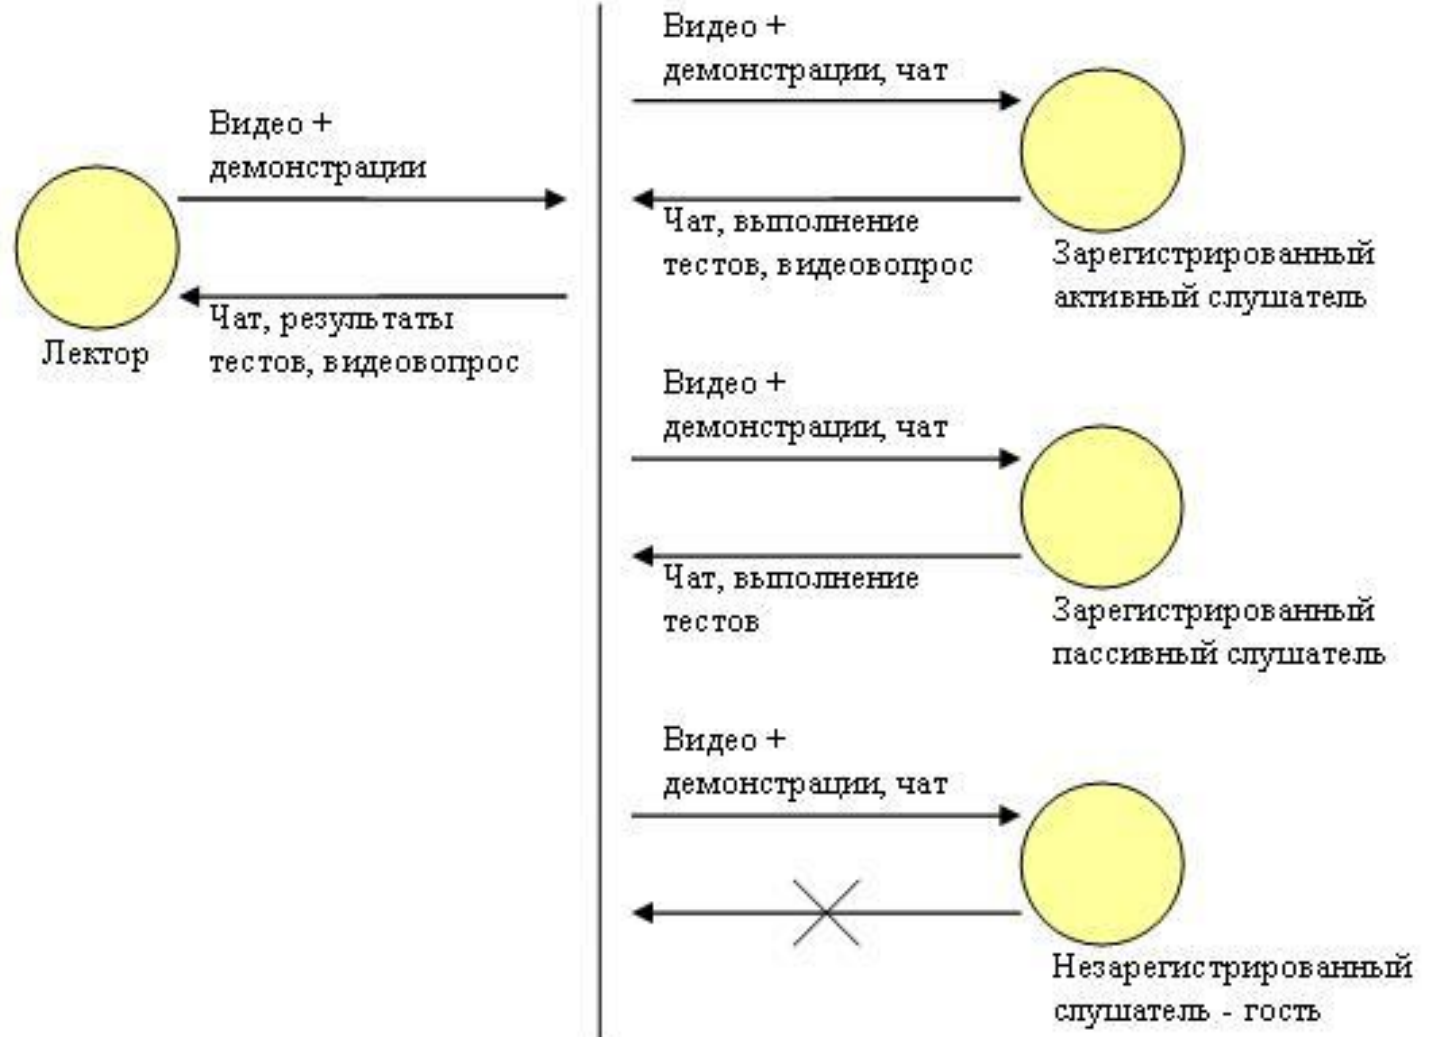 Видео +
демонстрации
Чат, результаты
тестов, видеовопрос
Лектор
Видео +
демонстрации, чат
Чат, выполнение
тестов, видеовопрос
Зарегистрированный
активный слушатель
Видео +
демонстрации, чат
Чат, выполнение
тестов
Зарегистрированный
пассивный слушатель
Видео +
демонстрации, чат
Незарегистрированный
слушатель - гость